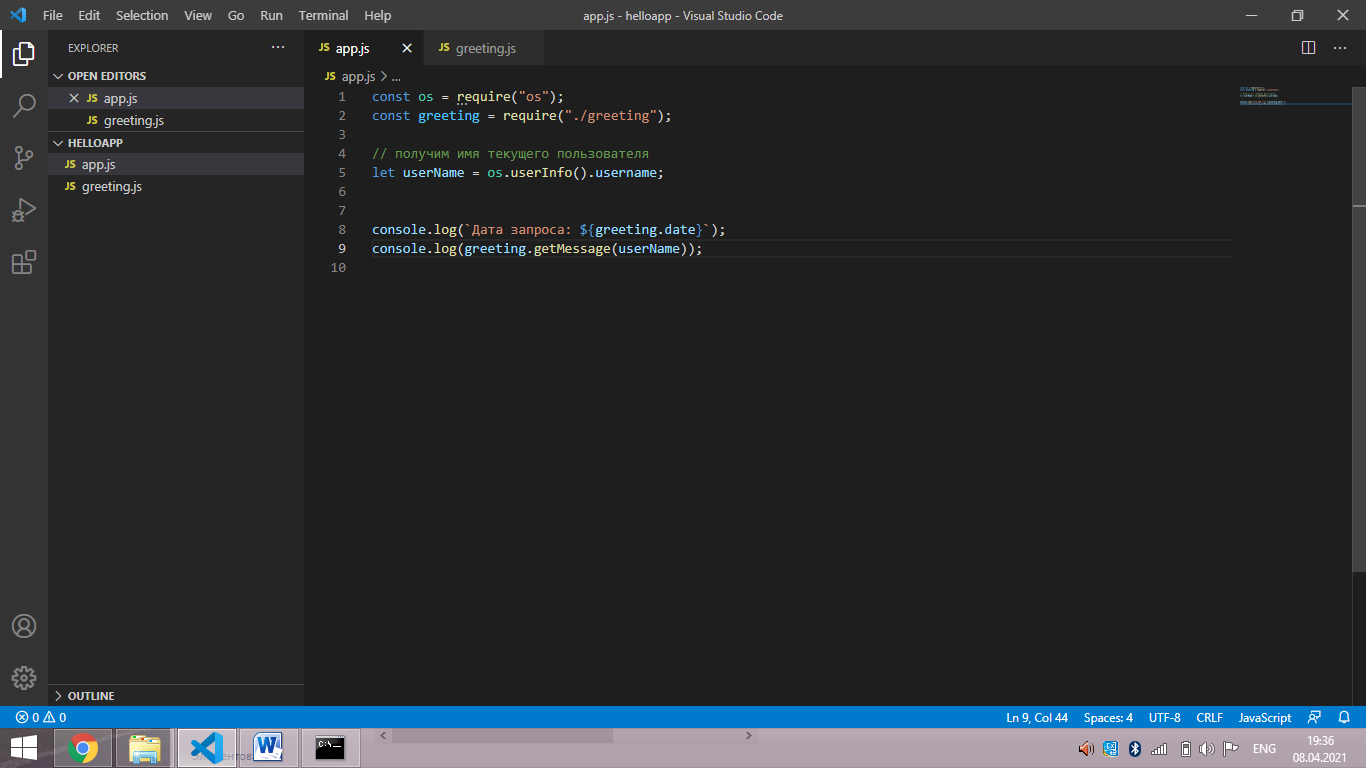 File Edit Selection View Go Run Terminal Help
app.js - helloapp - Visual Studio Code
EXPLORER
OPEN EDITORS
JS app.js
JS greeting.js
HELLOAPP
JS app.js
JS greeting.js
OUTLINE
JS app.js
JS greeting.js
JS app.js > ...
1 const os = require("os");
2 const greeting = require("./greeting");
3
4 // получим имя текущего пользователя
5 let userName = os.userInfo().username;
6
7
8 console.log(`Дата запроса: ${greeting.date}`);
9 console.log(greeting.getMessage(userName));
10
0 0
Ln 9, Col 44 Spaces: 4 UTF-8 CRLF JavaScript
ENG
19:36
08.04.2021